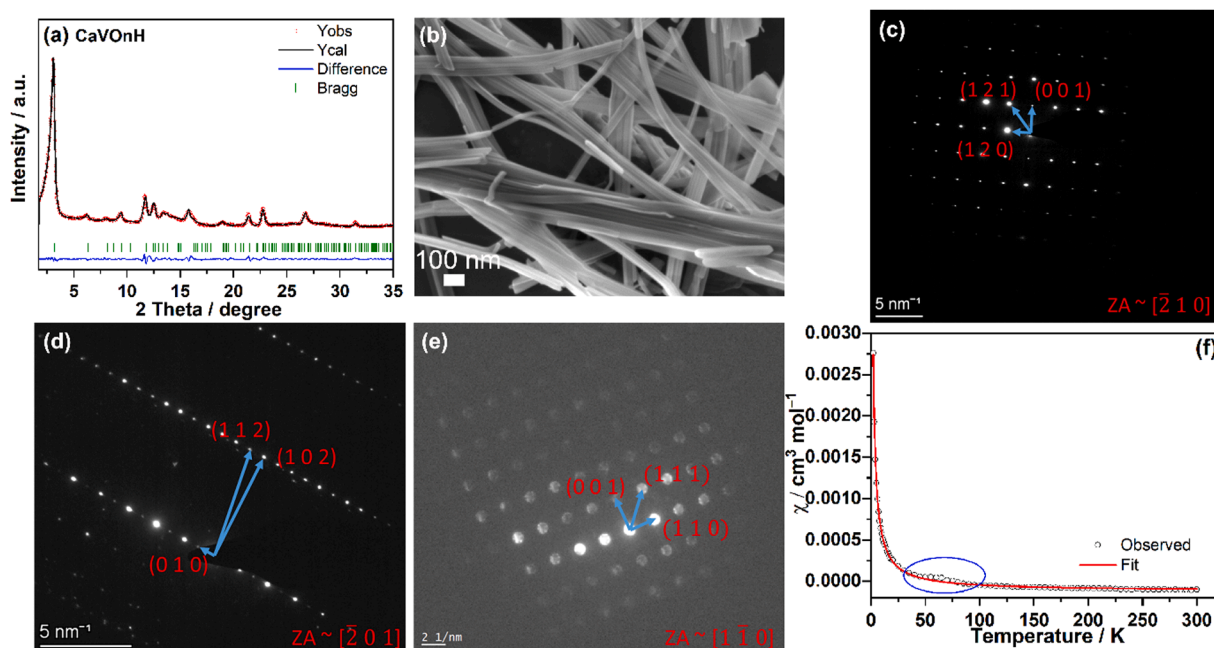 (a) CaVOnH
Yobs
Ycal
Difference
Bragg
Intensity / a.u.
5 10 15 20 25 30 35
2 Theta / degree
(b)
100 nm
(c)
(1 2 1) (0 0 1)
(1 2 0)
5 nm⁻¹
ZA ~ [2̅ 1 0]
(d)
(1 1 2)
(1 0 2)
(0 1 0)
5 nm⁻¹
ZA ~ [2̅ 0 1]
(e)
(0 0 1) (1 1 1)
(1 1 0)
2 1/nm
ZA ~ [1 1̅ 0]
(f)
0.0030
0.0025
0.0020
0.0015
0.0010
0.0005
0.0000
χ / cm³ mol⁻¹
Observed
Fit
0 50 100 150 200 250 300
Temperature / K